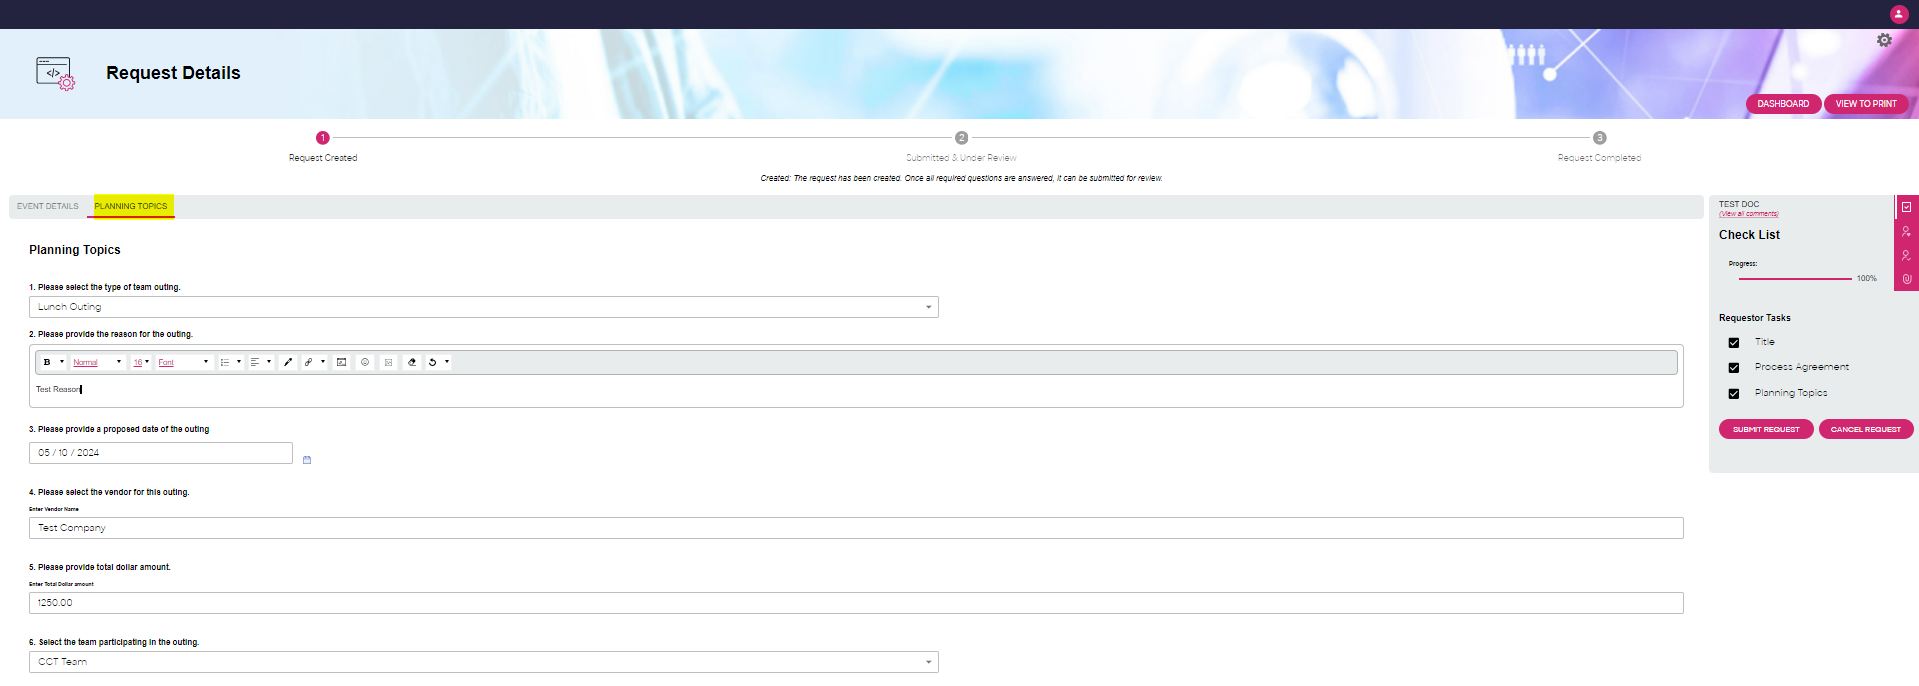 </>
Request Details
DASHBOARD
VIEW TO PRINT
1
2
3
Request Created
Submitted & Under Review
Request Completed
Created: The request has been created. Once all required questions are answered, it can be submitted for review.
EVENT DETAILS
PLANNING TOPICS
Planning Topics
1. Please select the type of team outing.
Lunch Outing
2. Please provide the reason for the outing.
B
Normal
16
Font
Test Reason
3. Please provide a proposed date of the outing
05 / 10 / 2024
4. Please select the vendor for this outing.
Enter Vendor Name
Test Company
5. Please provide total dollar amount.
Enter Total Dollar amount
1250.00
6. Select the team participating in the outing.
CCT Team
TEST DOC
(View all comments)
Check List
Progress:
100%
Requestor Tasks
Title
Process Agreement
Planning Topics
SUBMIT REQUEST
CANCEL REQUEST